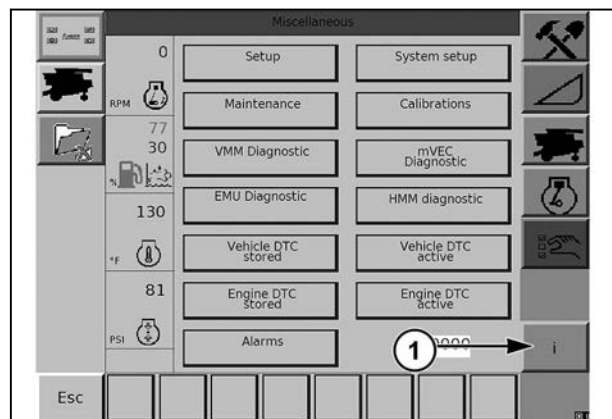 Miscellaneous
0
RPM
77
30
%
130
°F
81
PSI
Setup
System setup
Maintenance
Calibrations
VMM Diagnostic
mVEC
Diagnostic
EMU Diagnostic
HMM diagnostic
Vehicle DTC
stored
Vehicle DTC
active
Engine DTC
stored
Engine DTC
active
Alarms
1
i
Esc